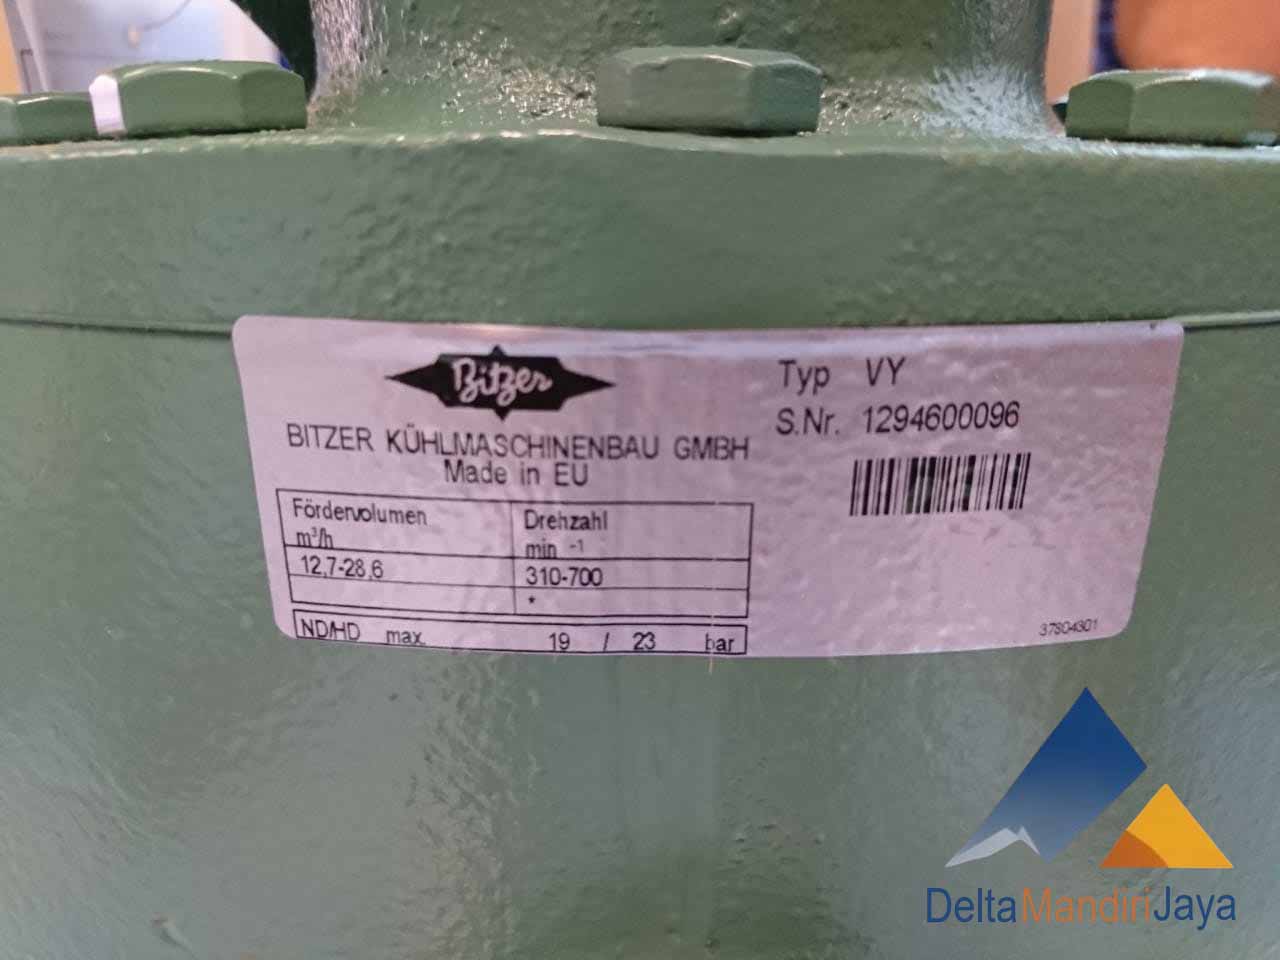 Bitzer
BITZER KÜHLMASCHINENBAU GMBH
Made in EU
Typ VY
S.Nr. 1294600096
Fördervolumen
m³/h
Drehzahl
min -1
12,7-28,6
310-700
*
ND/HD max. 19 / 23 bar
37804301
DeltaMandiriJaya